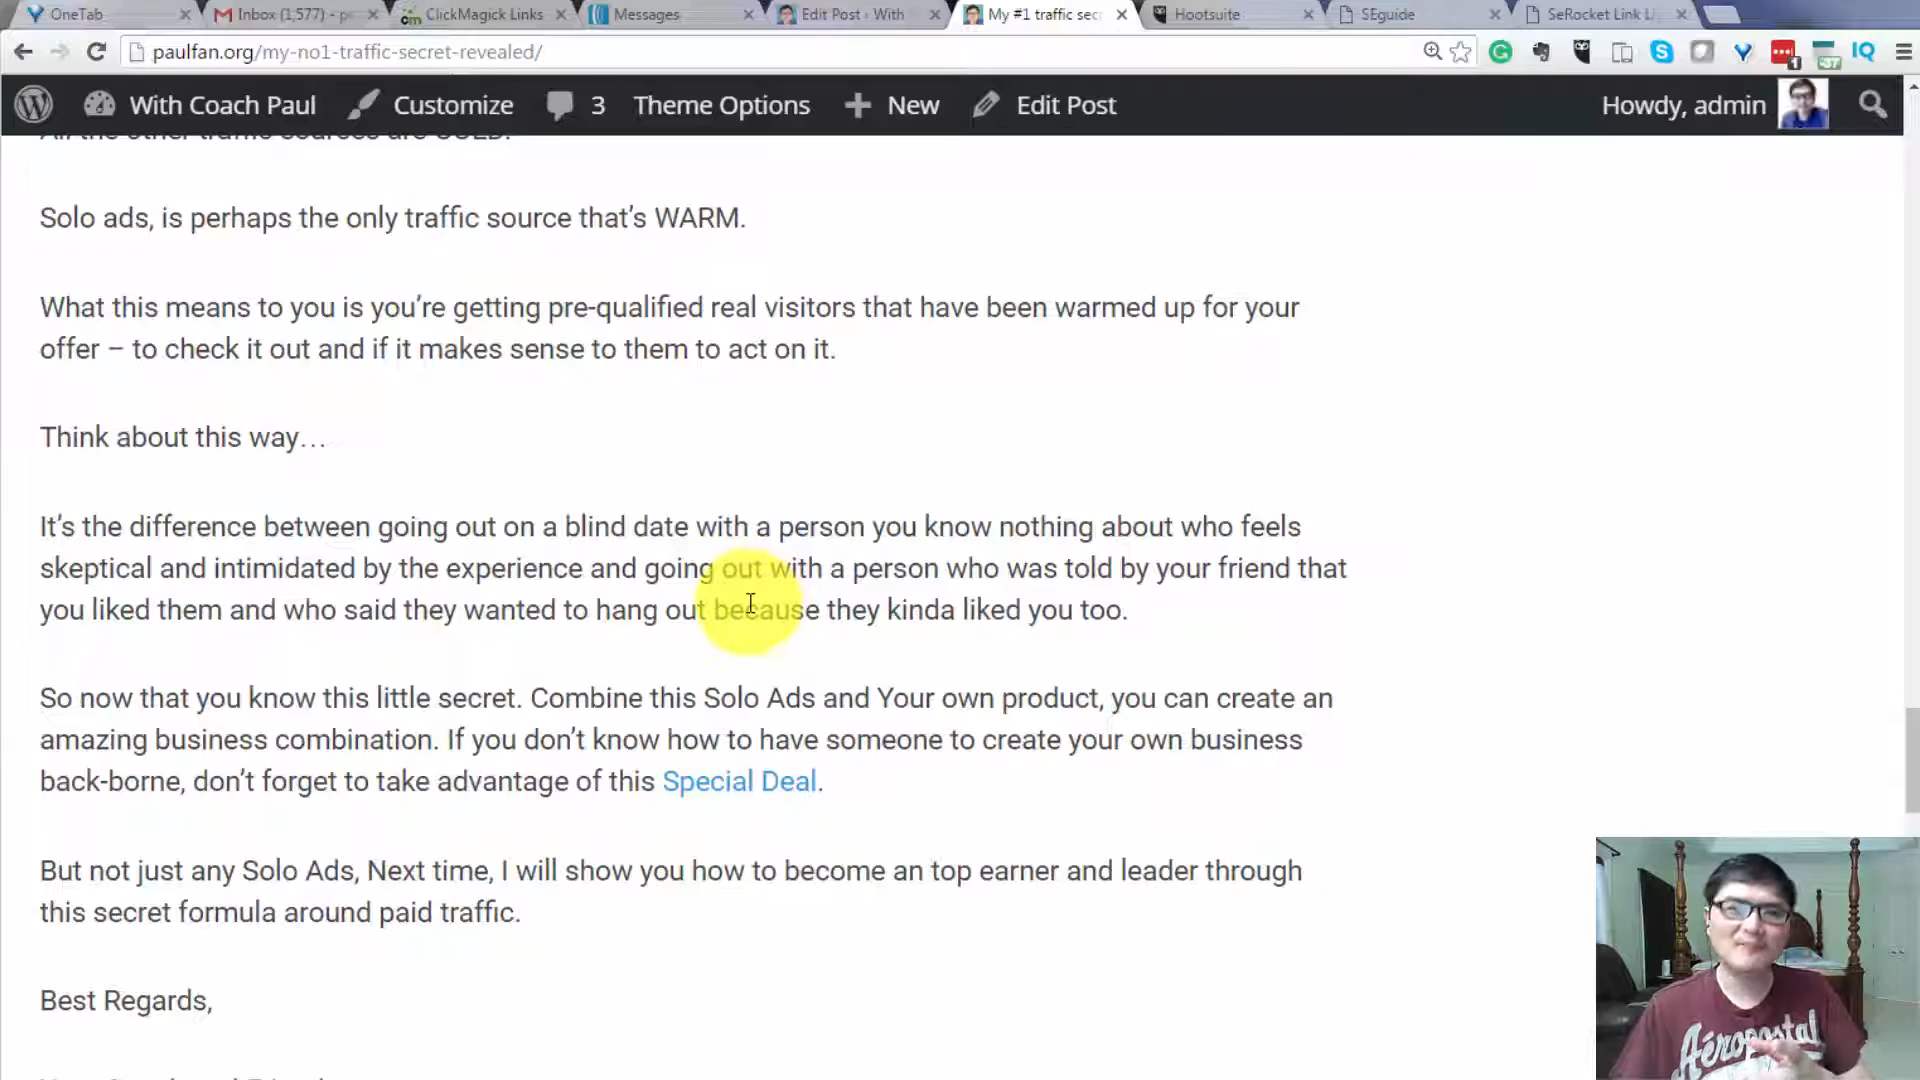 OneTab
Inbox (1,577) - p
ClickMagick Links
Messages
Edit Post ‹ With
My #1 traffic sec
Hootsuite
SEguide
SeRocket Link U
paulfan.org/my-no1-traffic-secret-revealed/
With Coach Paul
Customize
3
Theme Options
New
Edit Post
Howdy, admin
All the other traffic sources are COLD.
Solo ads, is perhaps the only traffic source that's WARM.
What this means to you is you're getting pre-qualified real visitors that have been warmed up for your
offer – to check it out and if it makes sense to them to act on it.
Think about this way…
It's the difference between going out on a blind date with a person you know nothing about who feels
skeptical and intimidated by the experience and going out with a person who was told by your friend that
you liked them and who said they wanted to hang out because they kinda liked you too.
So now that you know this little secret. Combine this Solo Ads and Your own product, you can create an
amazing business combination. If you don't know how to have someone to create your own business
back-borne, don't forget to take advantage of this Special Deal.
But not just any Solo Ads, Next time, I will show you how to become an top earner and leader through
this secret formula around paid traffic.
Best Regards,
Aéropostal